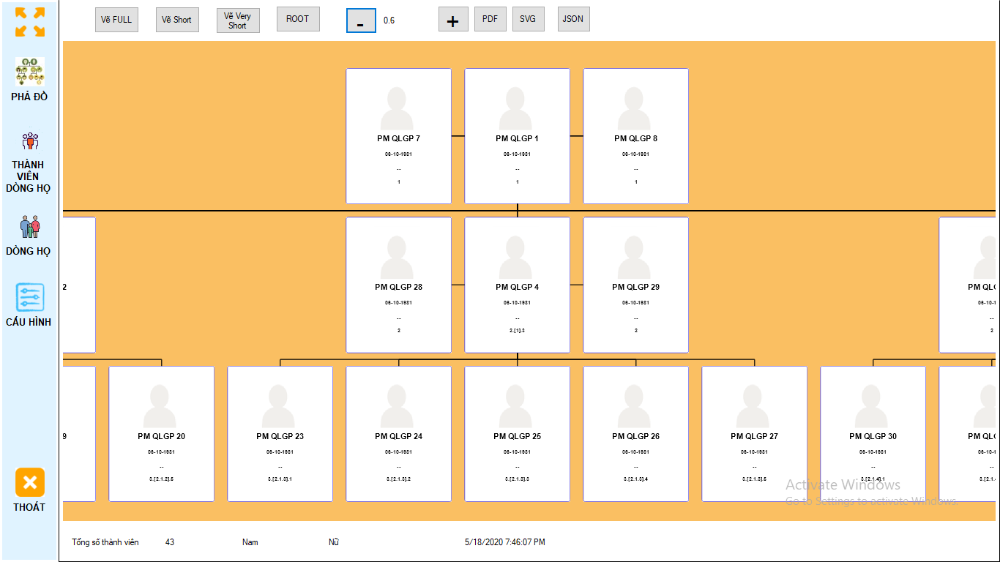 Vẽ FULL
Vẽ Short
Vẽ Very
Short
ROOT
-
0.6
+
PDF
SVG
JSON
PHẢ ĐỒ
THÀNH
VIÊN
DÒNG HỌ
DÒNG HỌ
CẤU HÌNH
THOÁT
PM QLGP 7
06-10-1981
--
1
PM QLGP 1
06-10-1981
--
1
PM QLGP 8
06-10-1981
--
1
2
PM QLGP 28
06-10-1981
--
2
PM QLGP 4
06-10-1981
--
2.[1].3
PM QLGP 29
06-10-1981
--
2
PM QLG
06-10-1
--
2
9
PM QLGP 20
06-10-1981
--
3.[2.1.2].5
PM QLGP 23
06-10-1981
--
3.[2.1.3].1
PM QLGP 24
06-10-1981
--
3.[2.1.3].2
PM QLGP 25
06-10-1981
--
3.[2.1.3].3
PM QLGP 26
06-10-1981
--
3.[2.1.3].4
PM QLGP 27
06-10-1981
--
3.[2.1.3].5
PM QLGP 30
06-10-1981
--
3.[2.1.4].1
PM QLG
06-10-1
--
3.[2.1.4
Activate Windows
Go to Settings to activate Windows.
Tổng số thành viên
43
Nam
Nữ
5/18/2020 7:46:07 PM